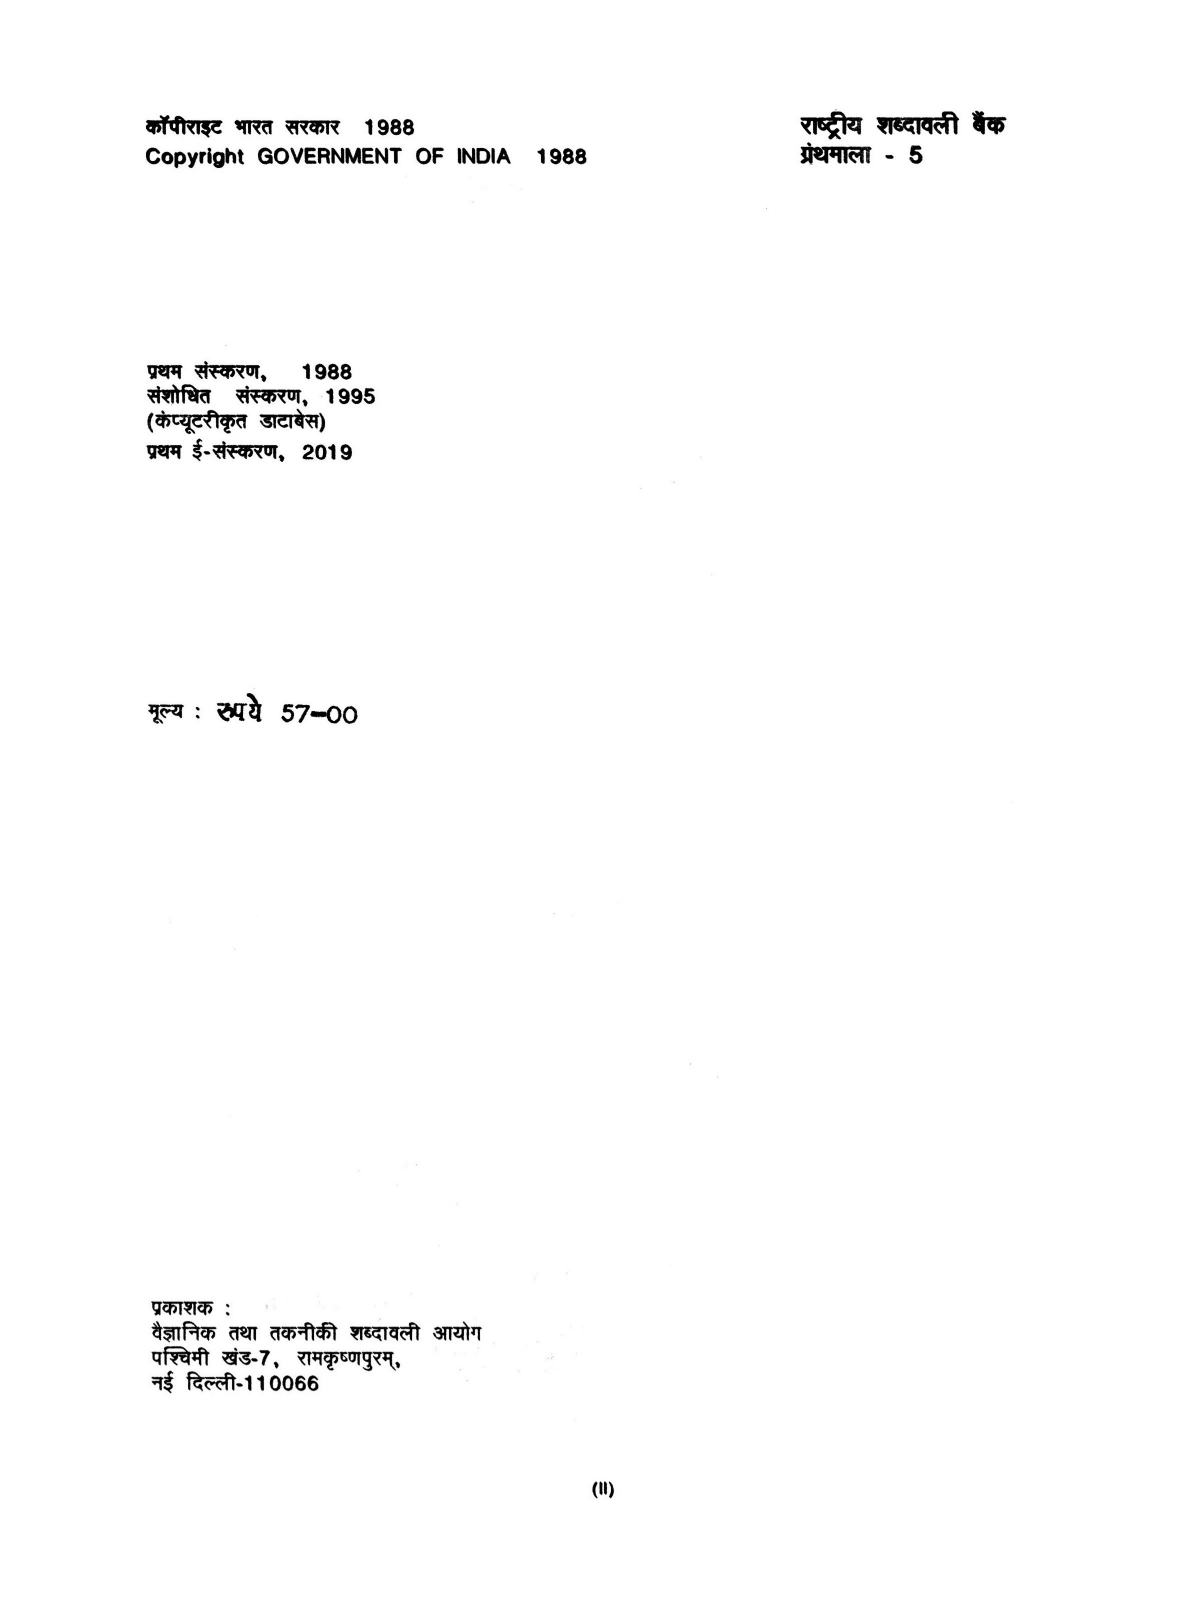 कॉपीराइट भारत सरकार 1988
Copyright GOVERNMENT OF INDIA 1988
राष्ट्रीय शब्दावली बैंक
ग्रंथमाला - 5
प्रथम संस्करण, 1988
संशोधित संस्करण, 1995
(कंप्यूटरीकृत डाटाबेस)
प्रथम ई-संस्करण, 2019
मूल्य : रुपये 57-00
प्रकाशक :
वैज्ञानिक तथा तकनीकी शब्दावली आयोग
पश्चिमी खंड-7, रामकृष्णपुरम्,
नई दिल्ली-110066
(II)